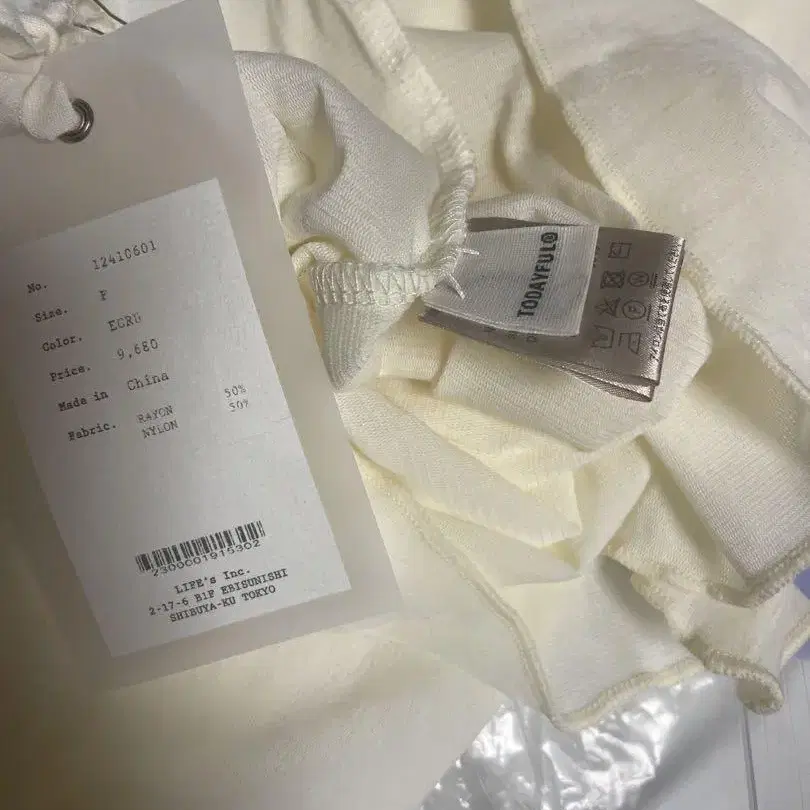 No. 12410601
Size. F
Color. ECRU
Price. 9,680
Made in China
Fabric. RAYON 50%
NYLON 50%
2300001915302
LIFE's Inc.
2-17-6 B1F EBISUNISHI
SHIBUYA-KU TOKYO
TODAYFUL